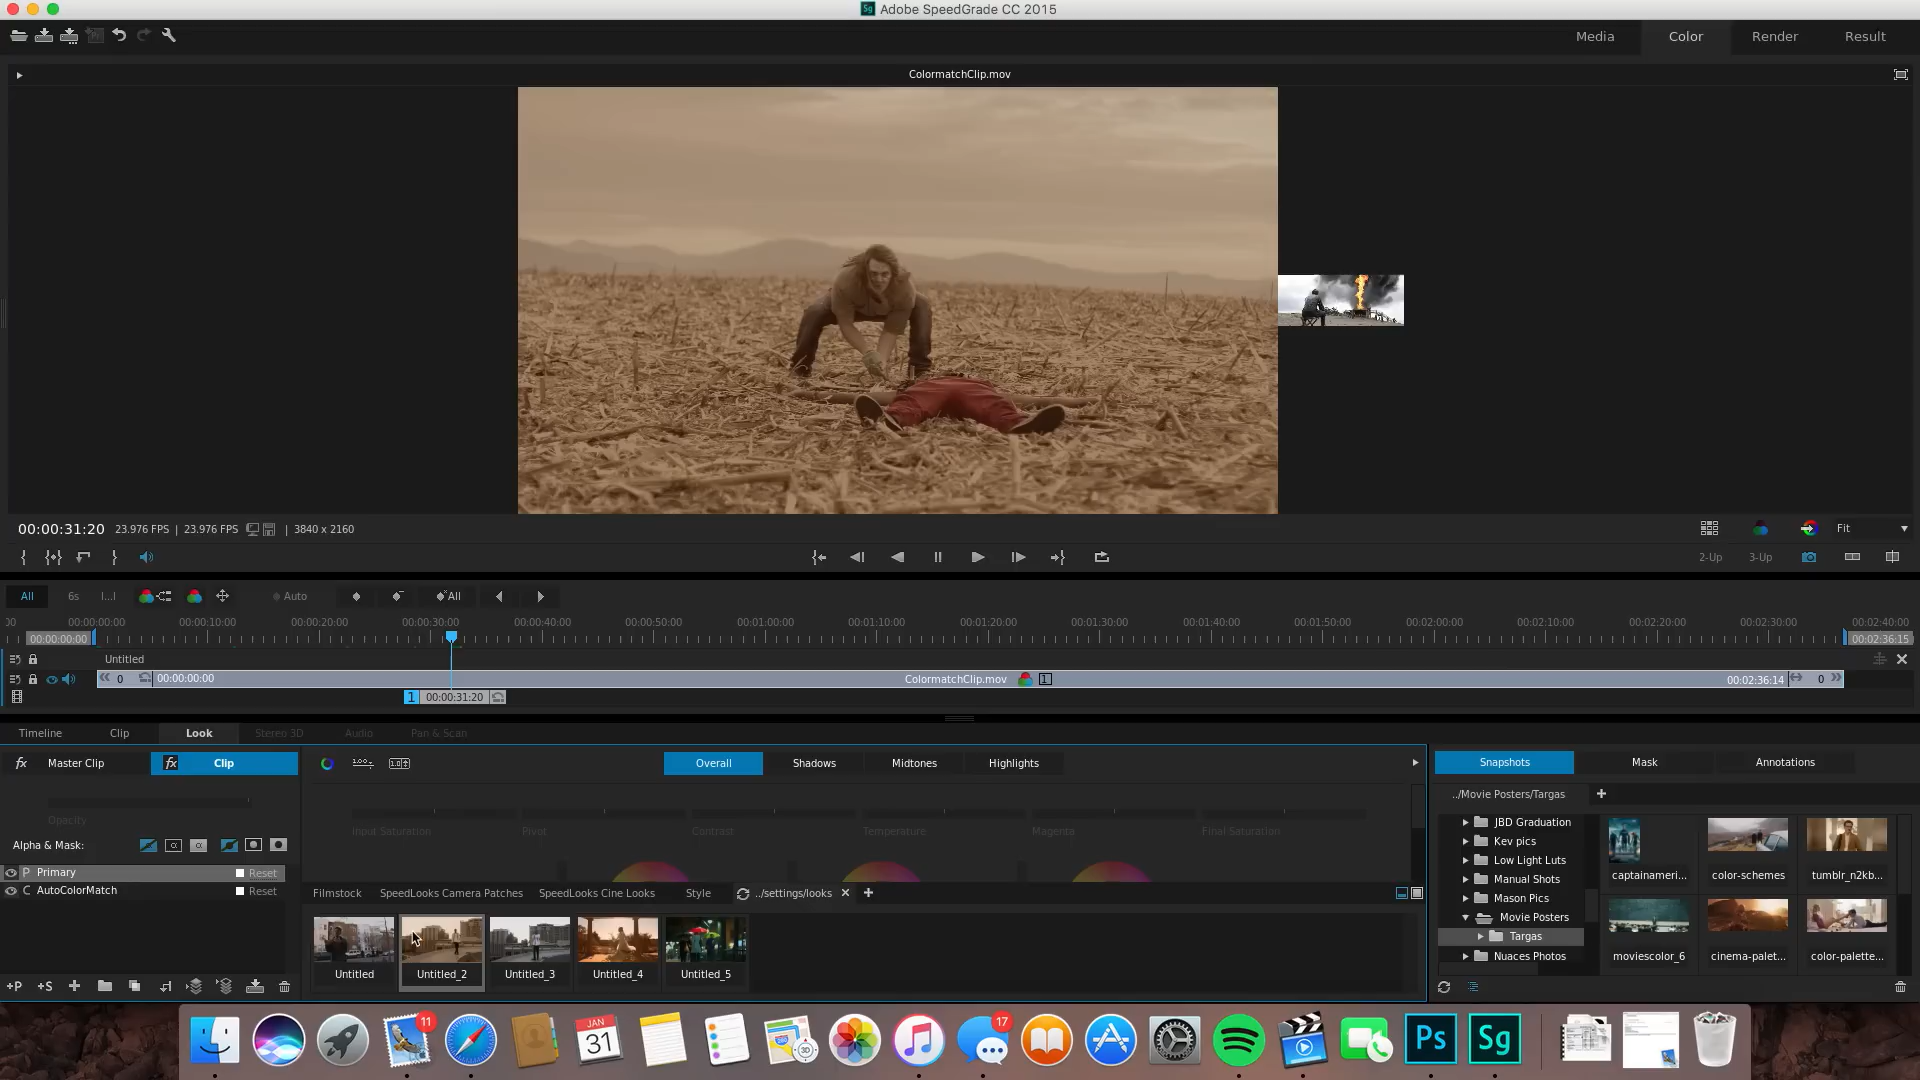 Adobe SpeedGrade CC 2015
Media Color Render Result
ColormatchClip.mov
00:00:31:20 23.976 FPS | 23.976 FPS | 3840 x 2160
Fit
2-Up 3-Up
All 6s I...I Auto All
00 00:00:00:00 00:00:10:00 00:00:20:00 00:00:30:00 00:00:40:00 00:00:50:00 00:01:00:00 00:01:10:00 00:01:20:00 00:01:30:00 00:01:40:00 00:01:50:00 00:02:00:00 00:02:10:00 00:02:20:00 00:02:30:00 00:02:40:00
00:00:00:00 00:02:36:15
Untitled
0 00:00:00:00 ColormatchClip.mov 1 00:02:36:14 0
1 00:00:31:20
Timeline Clip Look Stereo 3D Audio Pan & Scan
fx Master Clip fx Clip
Overall Shadows Midtones Highlights
Snapshots Mask Annotations
Opacity
Input Saturation Pivot Contrast Temperature Magenta Final Saturation
Alpha & Mask:
P Primary Reset
C AutoColorMatch Reset
+P +S
Filmstock SpeedLooks Camera Patches SpeedLooks Cine Looks Style ../settings/looks
Untitled Untitled_2 Untitled_3 Untitled_4 Untitled_5
../Movie Posters/Targas
JBD Graduation
Kev pics
Low Light Luts
Manual Shots
Mason Pics
Movie Posters
Targas
Nuaces Photos
captainameri... color-schemes tumblr_n2kb...
moviescolor_6 cinema-palet... color-palette...
11
JAN
31
3D
17
Ps
Sg